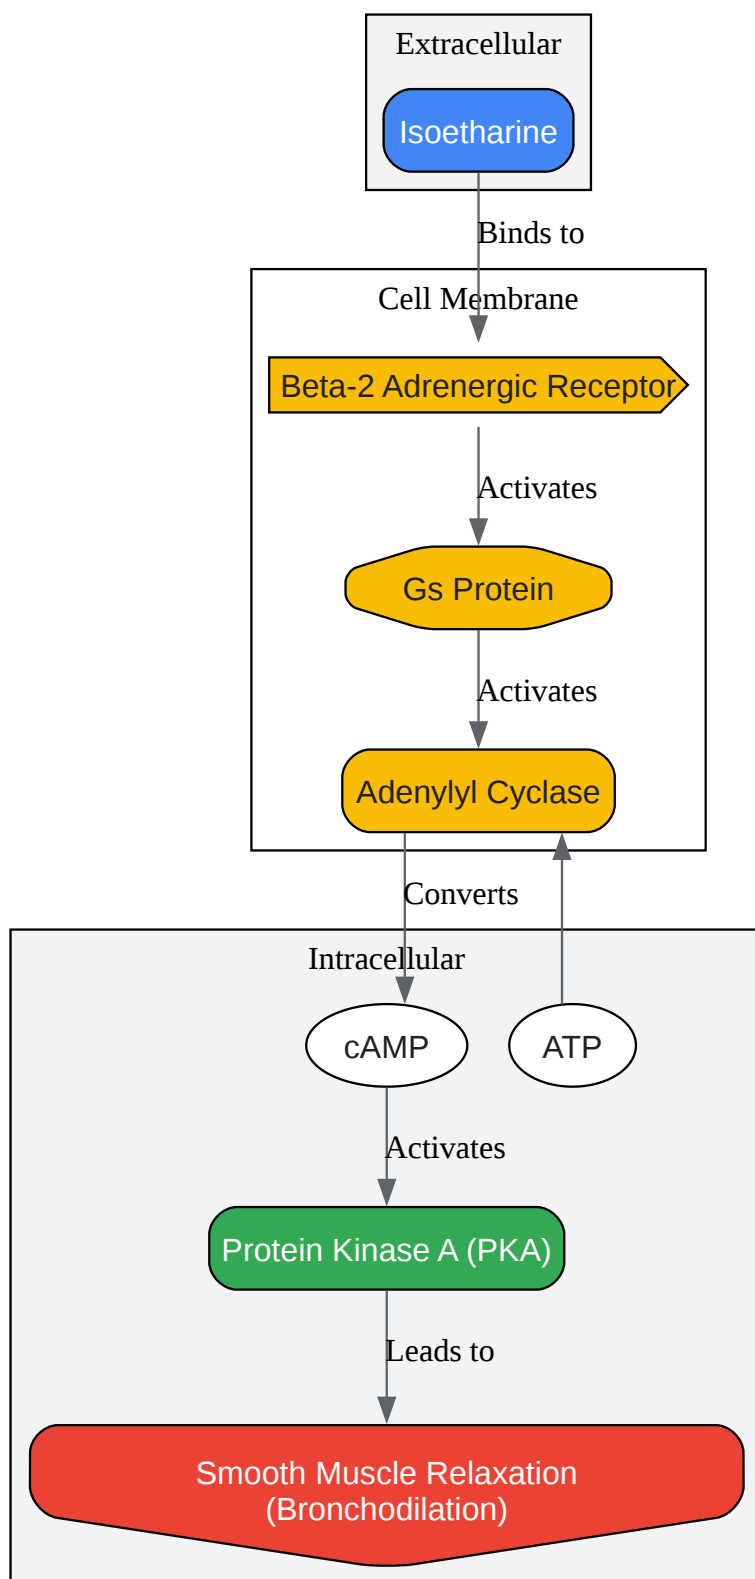 Extracellular
Isoetharine
Binds to
Cell Membrane
Beta-2 Adrenergic Receptor
Activates
Gs Protein
Activates
Adenylyl Cyclase
Converts
Intracellular
cAMP
ATP
Activates
Protein Kinase A (PKA)
Leads to
Smooth Muscle Relaxation
(Bronchodilation)